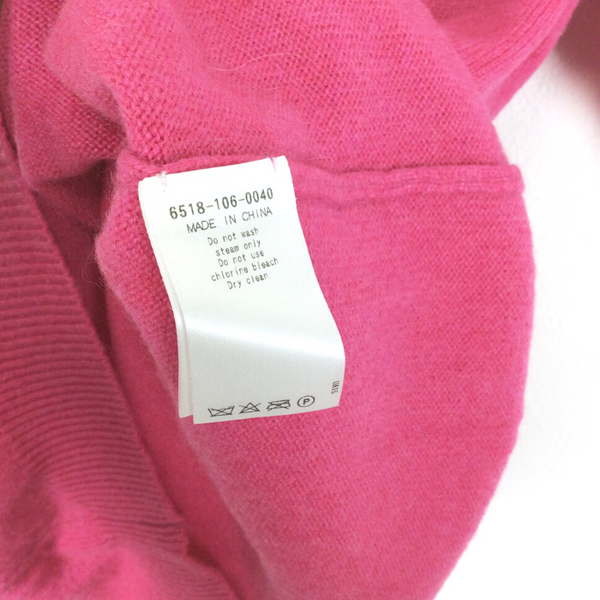 6518-106-0040
MADE IN CHINA
Do not wash
steam only
Do not use
chlorine bleach
Dry clean
P